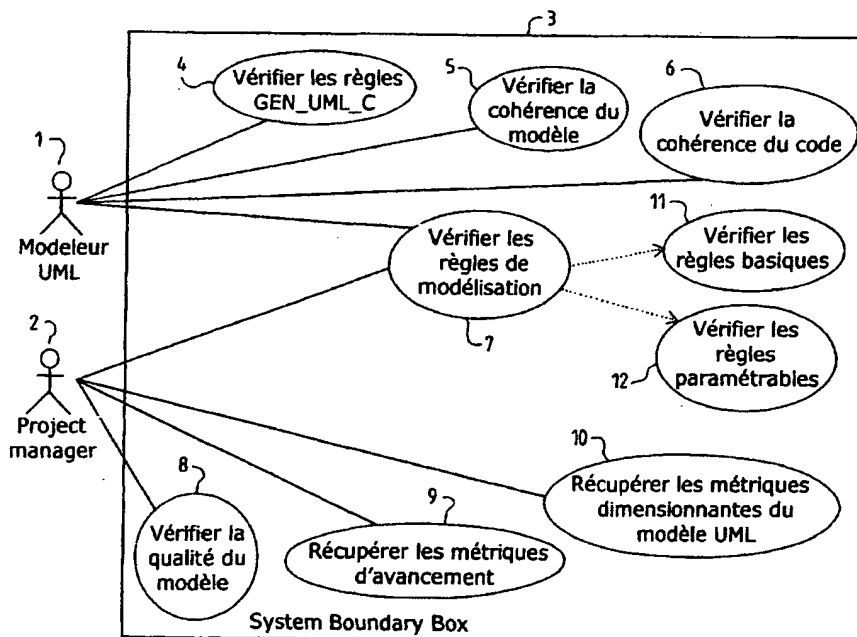 3
4
Vérifier les règles
GEN_UML_C
5
Vérifier la
cohérence du
modèle
6
Vérifier la
cohérence du code
1
Modeleur
UML
Vérifier les
règles de
modélisation
7
11
Vérifier les
règles basiques
Vérifier les
règles
paramétrables
12
2
Project
manager
8
Vérifier la
qualité du
modèle
9
Récupérer les métriques
d'avancement
10
Récupérer les métriques
dimensionnantes du
modèle UML
System Boundary Box